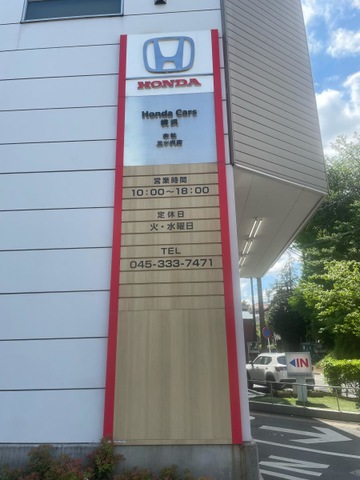 HONDA
Honda Cars
横浜
営業時間
10:00～18:00
定休日
火・水曜日
TEL
045-333-7471
IN